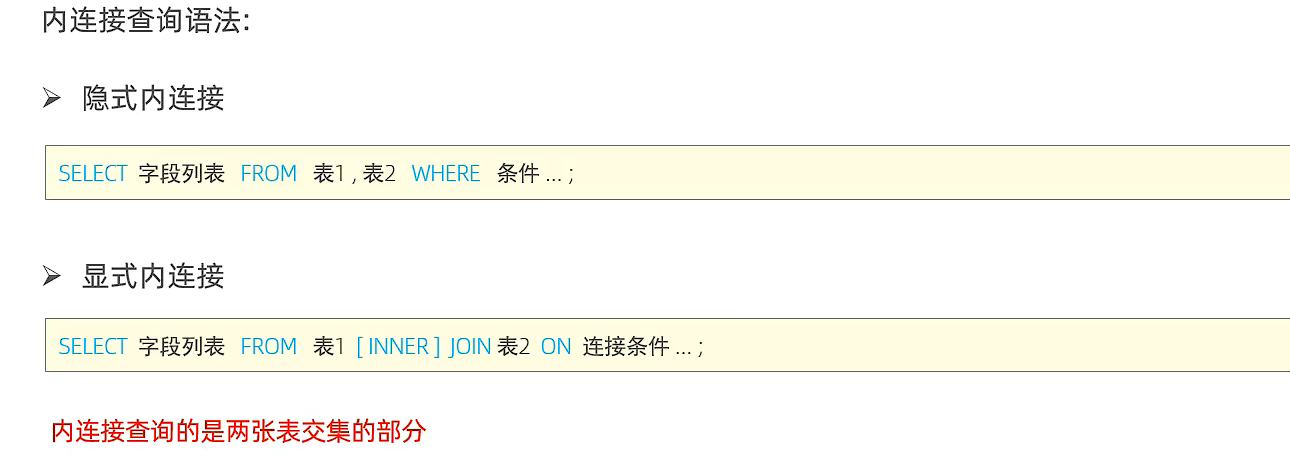 内连接查询语法:
隐式内连接
SELECT 字段列表 FROM 表1 , 表2 WHERE 条件 ... ;
显式内连接
SELECT 字段列表 FROM 表1 [ INNER ] JOIN 表2 ON 连接条件 ... ;
内连接查询的是两张表交集的部分